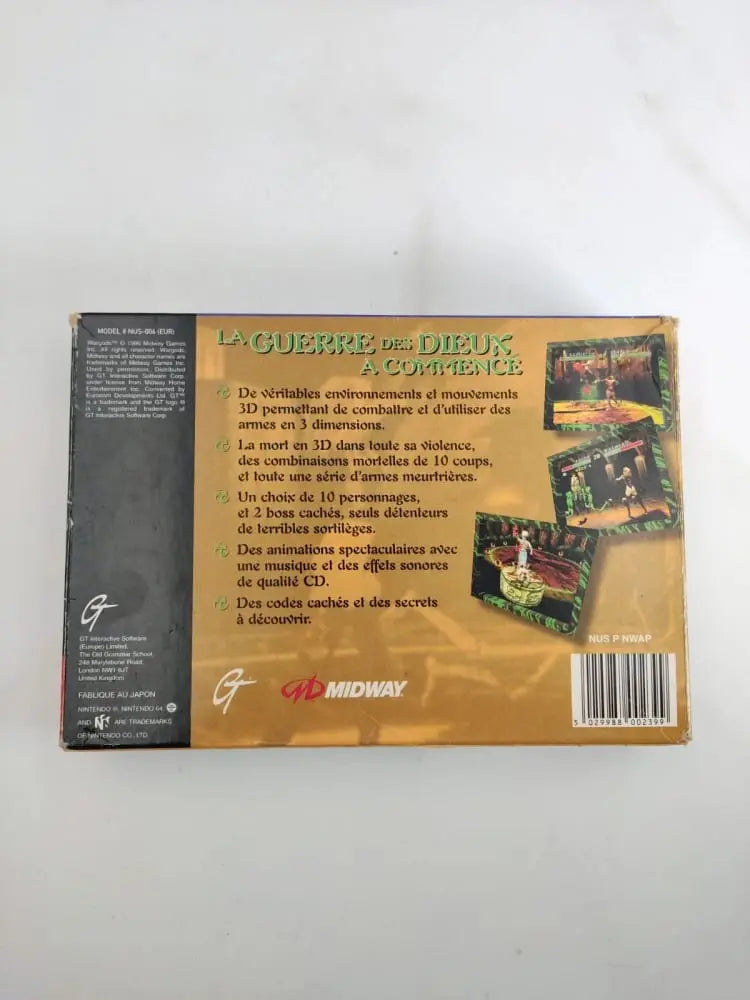 MODEL # NUS-006 (EUR)
Wargods™ © 1996 Midway Games
Inc. All rights reserved. Wargods,
Midway and all character names are
trademarks of Midway Games Inc.
Used by permission. Distributed
by GT Interactive Software Corp.
under license from Midway Home
Entertainment Inc. Converted by
Eurocom Developments Ltd. GT™
is a trademark and the GT logo ®
is a registered trademark of
GT Interactive Software Corp.
GT
GT Interactive Software
(Europe) Limited,
The Old Grammar School,
248 Marylebone Road,
London NW1 6JT
United Kingdom
FABLIQUE AU JAPON
NINTENDO ®, NINTENDO 64,
AND N ARE TRADEMARKS
OF NINTENDO CO., LTD.
LA GUERRE DES DIEUX
À COMMENCÉ
De véritables environnements et mouvements
3D permettant de combattre et d'utiliser des
armes en 3 dimensions.
La mort en 3D dans toute sa violence,
des combinaisons mortelles de 10 coups,
et toute une série d'armes meurtrières.
Un choix de 10 personnages,
et 2 boss cachés, seuls détenteurs
de terribles sortilèges.
Des animations spectaculaires avec
une musique et des effets sonores
de qualité CD.
Des codes cachés et des secrets
à découvrir.
GT
MIDWAY
NUS P NWAP
5 029988 002399